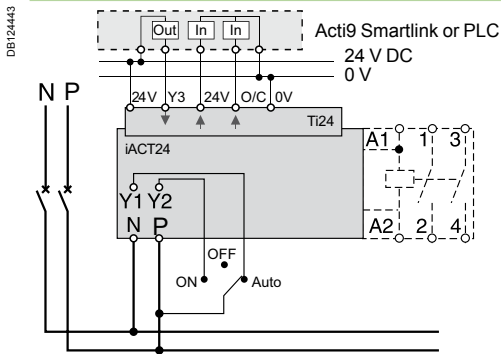 DB124443
Out In In Acti9 Smartlink or PLC
24 V DC
0 V
N P
24V Y3 24V O/C 0V
Ti24
iACT24
A1 1 3
Y1 Y2
N P
A2 2 4
OFF
ON Auto